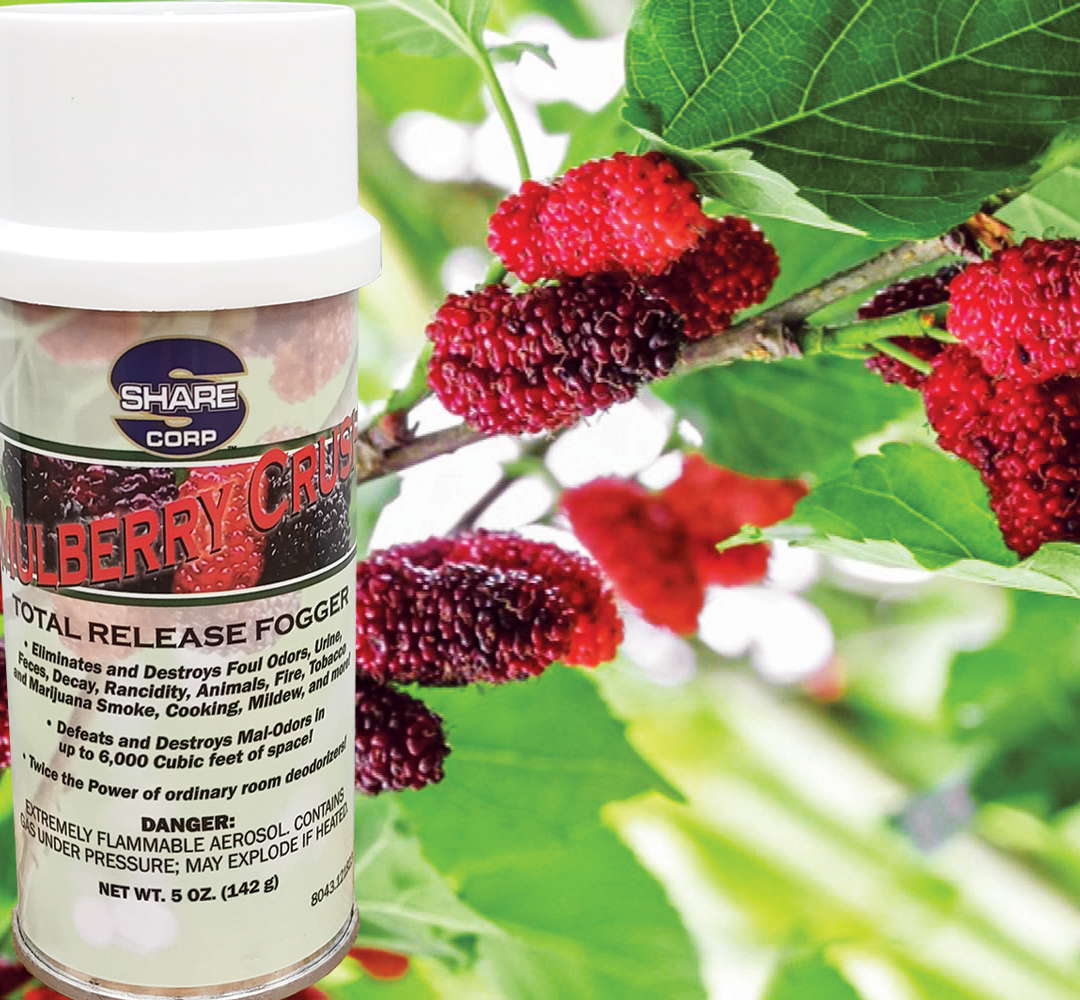 SHARE
CORP™
MULBERRY CRUSH
TOTAL RELEASE FOGGER
• Eliminates and Destroys Foul Odors, Urine,
Feces, Decay, Rancidity, Animals, Fire, Tobacco
and Marijuana Smoke, Cooking, Mildew, and more!
• Defeats and Destroys Mal-Odors in
up to 6,000 Cubic feet of space!
• Twice the Power of ordinary room deodorizers!
DANGER:
EXTREMELY FLAMMABLE AEROSOL. CONTAINS
GAS UNDER PRESSURE; MAY EXPLODE IF HEATED.
NET WT. 5 OZ. (142 g)